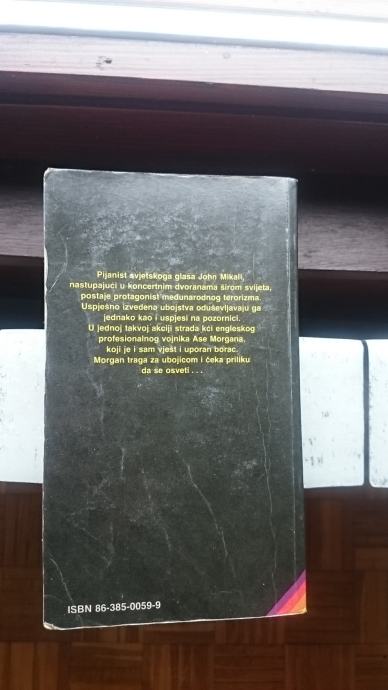 Pijanist svjetskoga glasa John Mikali,
nastupajući u koncertnim dvoranama širom svijeta,
postaje protagonist međunarodnog terorizma.
Uspješno izvedena ubojstva oduševljavaju ga
jednako kao i uspjesi na pozornici.
U jednoj takvoj akciji strada kći engleskog
profesionalnog vojnika Ase Morgana,
koji je i sam vješt i uporan borac.
Morgan traga za ubojicom i čeka priliku
da se osveti . . .
ISBN 86-385-0059-9